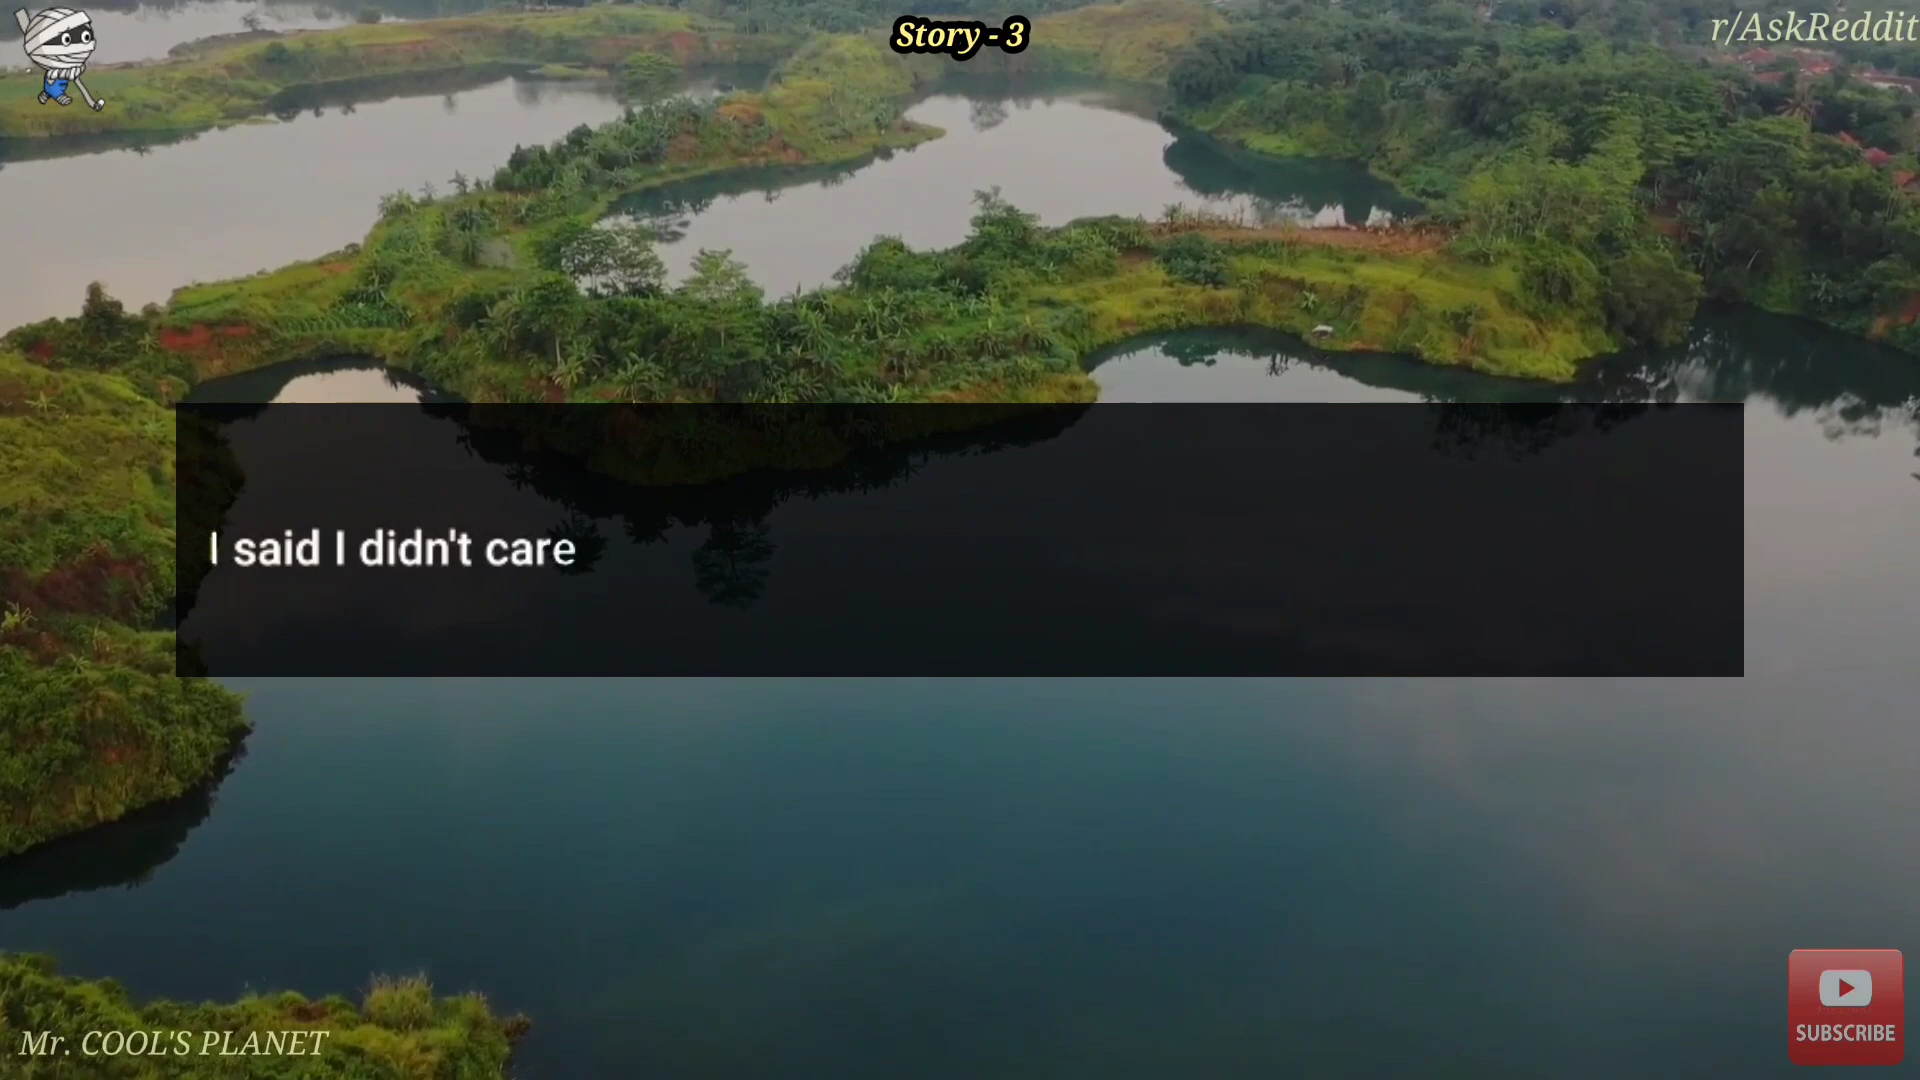 Story - 3
r/AskReddit
I said I didn't care
SUBSCRIBE
Mr. COOL'S PLANET